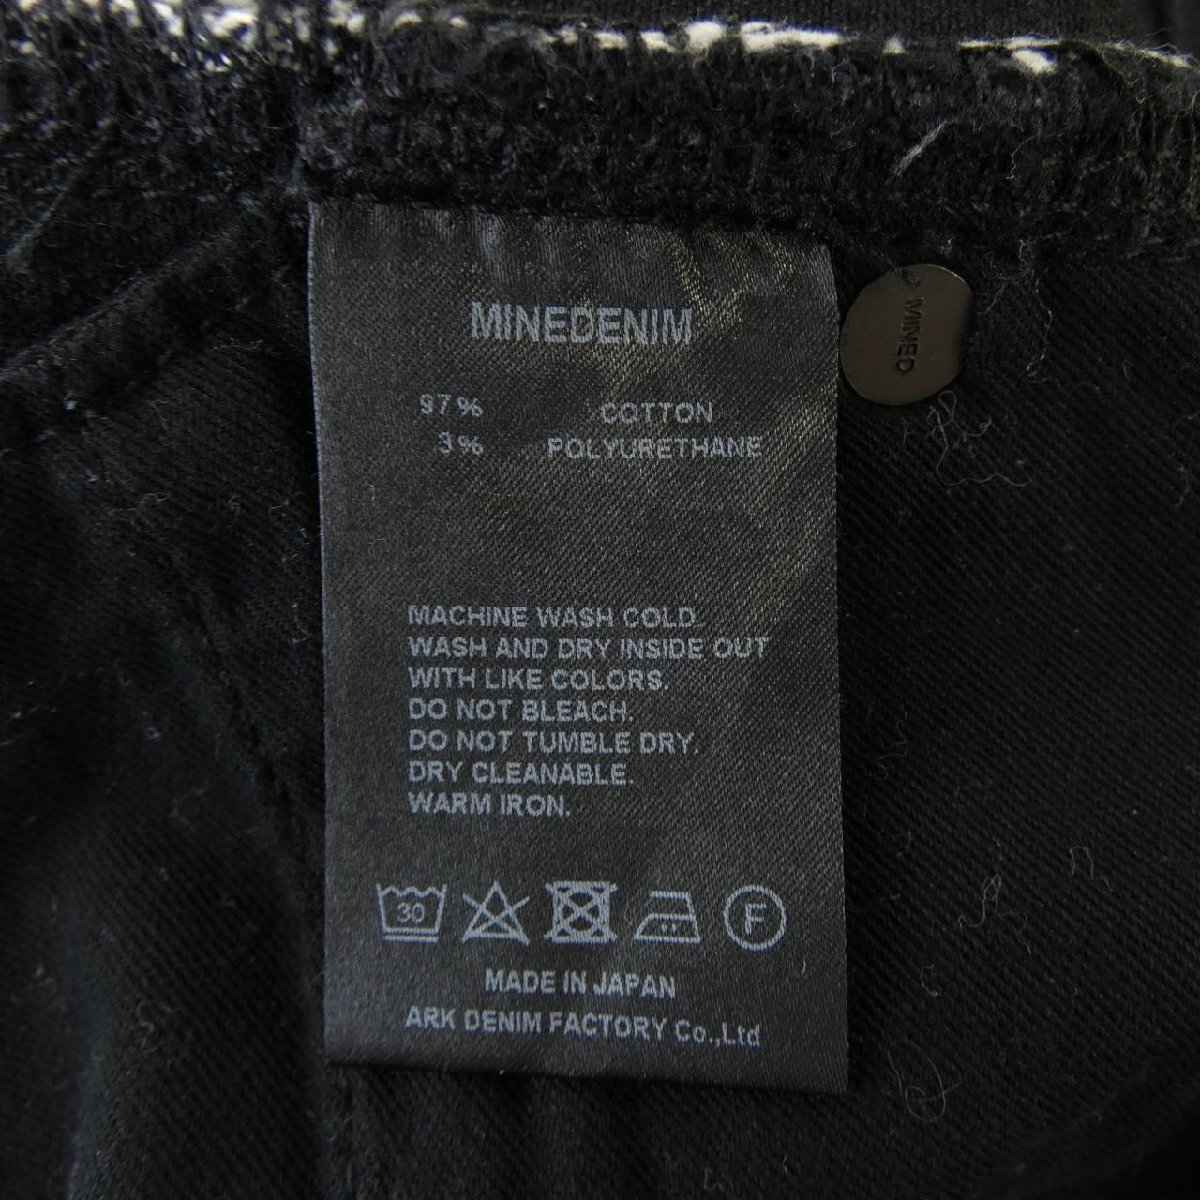 MINEDENIM
97% COTTON
3% POLYURETHANE
MINED
MACHINE WASH COLD.
WASH AND DRY INSIDE OUT
WITH LIKE COLORS.
DO NOT BLEACH.
DO NOT TUMBLE DRY.
DRY CLEANABLE.
WARM IRON.
30 F
MADE IN JAPAN
ARK DENIM FACTORY Co.,Ltd